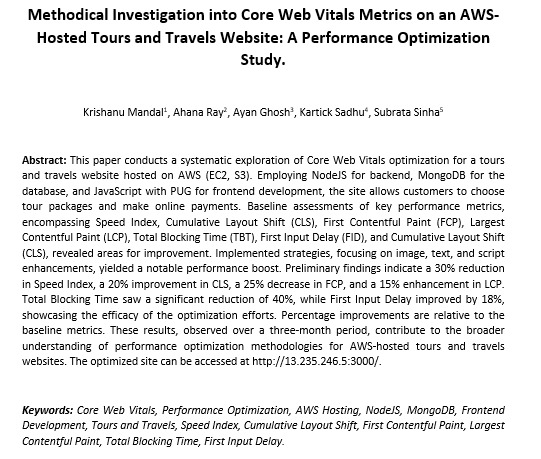 Methodical Investigation into Core Web Vitals Metrics on an AWS-
Hosted Tours and Travels Website: A Performance Optimization
Study.
Krishanu Mandal¹, Ahana Ray², Ayan Ghosh³, Kartick Sadhu⁴, Subrata Sinha⁵
Abstract: This paper conducts a systematic exploration of Core Web Vitals optimization for a tours
and travels website hosted on AWS (EC2, S3). Employing NodeJS for backend, MongoDB for the
database, and JavaScript with PUG for frontend development, the site allows customers to choose
tour packages and make online payments. Baseline assessments of key performance metrics,
encompassing Speed Index, Cumulative Layout Shift (CLS), First Contentful Paint (FCP), Largest
Contentful Paint (LCP), Total Blocking Time (TBT), First Input Delay (FID), and Cumulative Layout Shift
(CLS), revealed areas for improvement. Implemented strategies, focusing on image, text, and script
enhancements, yielded a notable performance boost. Preliminary findings indicate a 30% reduction
in Speed Index, a 20% improvement in CLS, a 25% decrease in FCP, and a 15% enhancement in LCP.
Total Blocking Time saw a significant reduction of 40%, while First Input Delay improved by 18%,
showcasing the efficacy of the optimization efforts. Percentage improvements are relative to the
baseline metrics. These results, observed over a three-month period, contribute to the broader
understanding of performance optimization methodologies for AWS-hosted tours and travels
websites. The optimized site can be accessed at http://13.235.246.5:3000/.
Keywords: Core Web Vitals, Performance Optimization, AWS Hosting, NodeJS, MongoDB, Frontend
Development, Tours and Travels, Speed Index, Cumulative Layout Shift, First Contentful Paint, Largest
Contentful Paint, Total Blocking Time, First Input Delay.